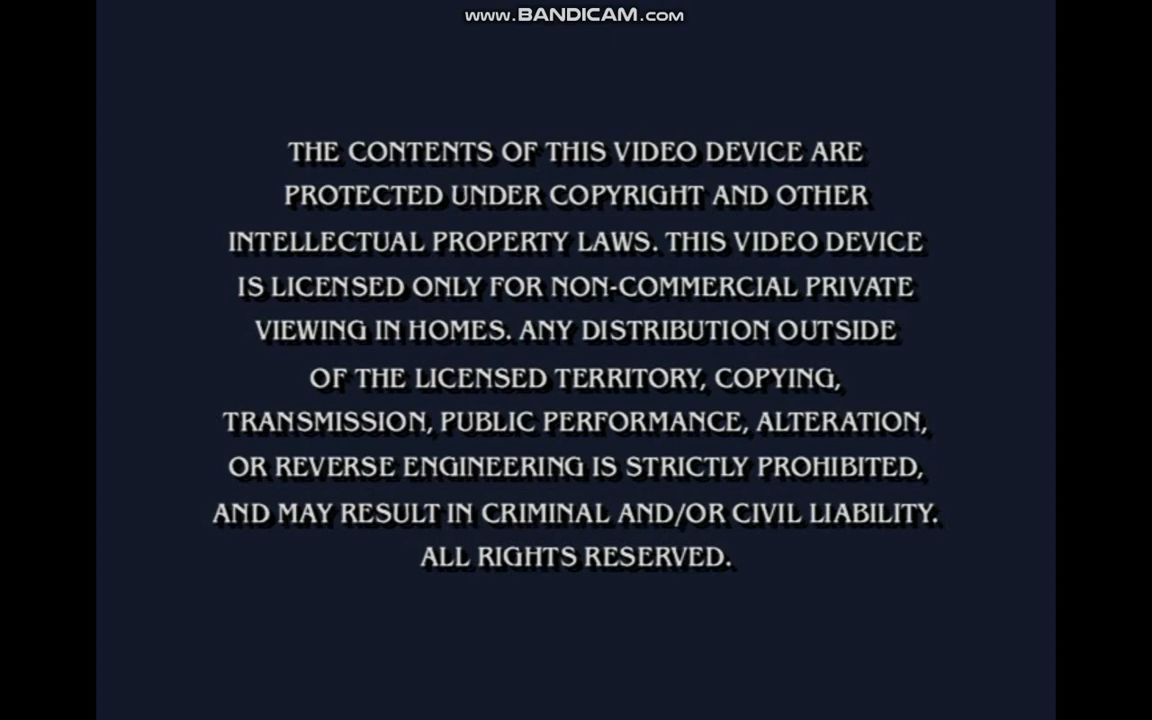 www.BANDICAM.com
THE CONTENTS OF THIS VIDEO DEVICE ARE
PROTECTED UNDER COPYRIGHT AND OTHER
INTELLECTUAL PROPERTY LAWS. THIS VIDEO DEVICE
IS LICENSED ONLY FOR NON-COMMERCIAL PRIVATE
VIEWING IN HOMES. ANY DISTRIBUTION OUTSIDE
OF THE LICENSED TERRITORY, COPYING,
TRANSMISSION, PUBLIC PERFORMANCE, ALTERATION,
OR REVERSE ENGINEERING IS STRICTLY PROHIBITED,
AND MAY RESULT IN CRIMINAL AND/OR CIVIL LIABILITY.
ALL RIGHTS RESERVED.